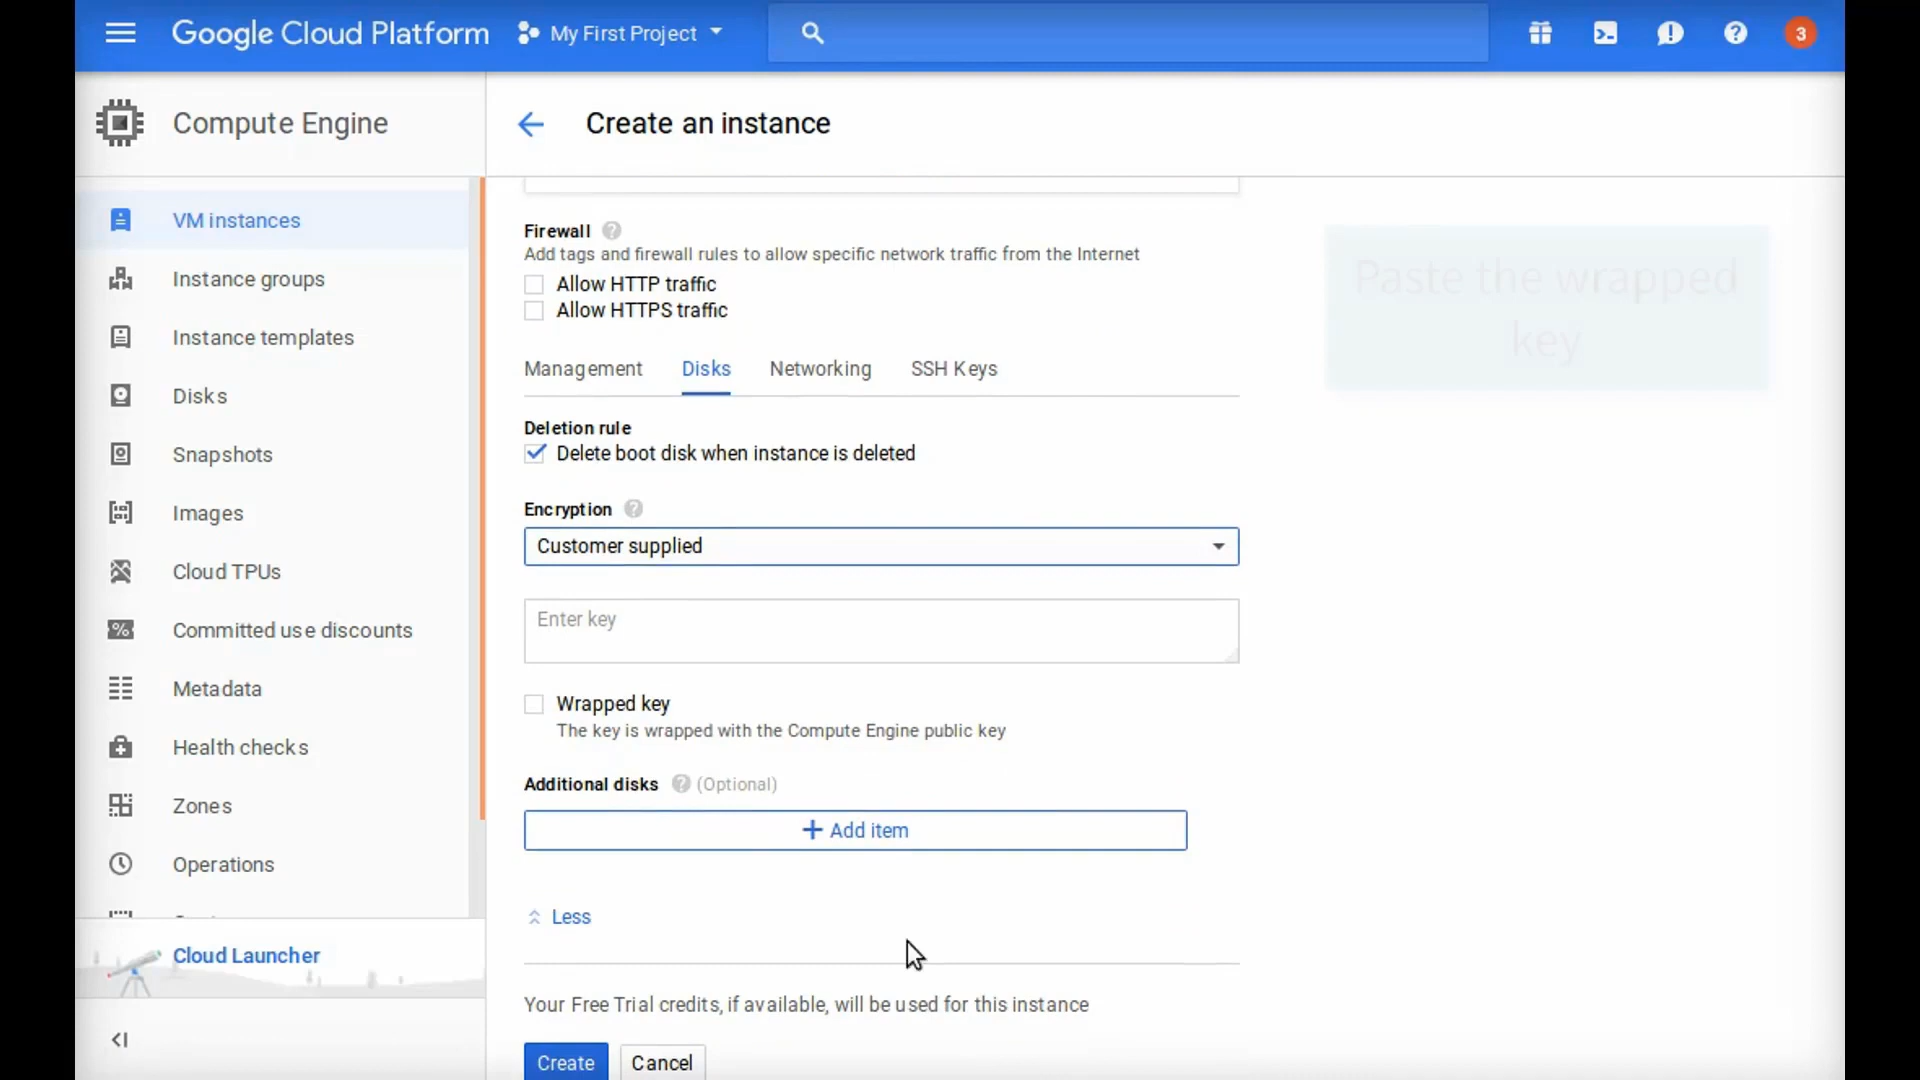 Google Cloud Platform
My First Project
3
Compute Engine
Create an instance
VM instances
Instance groups
Instance templates
Disks
Snapshots
Images
Cloud TPUs
Committed use discounts
Metadata
Health checks
Zones
Operations
Cloud Launcher
Firewall
Add tags and firewall rules to allow specific network traffic from the Internet
Allow HTTP traffic
Allow HTTPS traffic
Management Disks Networking SSH Keys
Deletion rule
Delete boot disk when instance is deleted
Encryption
Customer supplied
Enter key
Wrapped key
The key is wrapped with the Compute Engine public key
Additional disks (Optional)
Add item
Less
Your Free Trial credits, if available, will be used for this instance
Create Cancel
Paste the wrapped
key